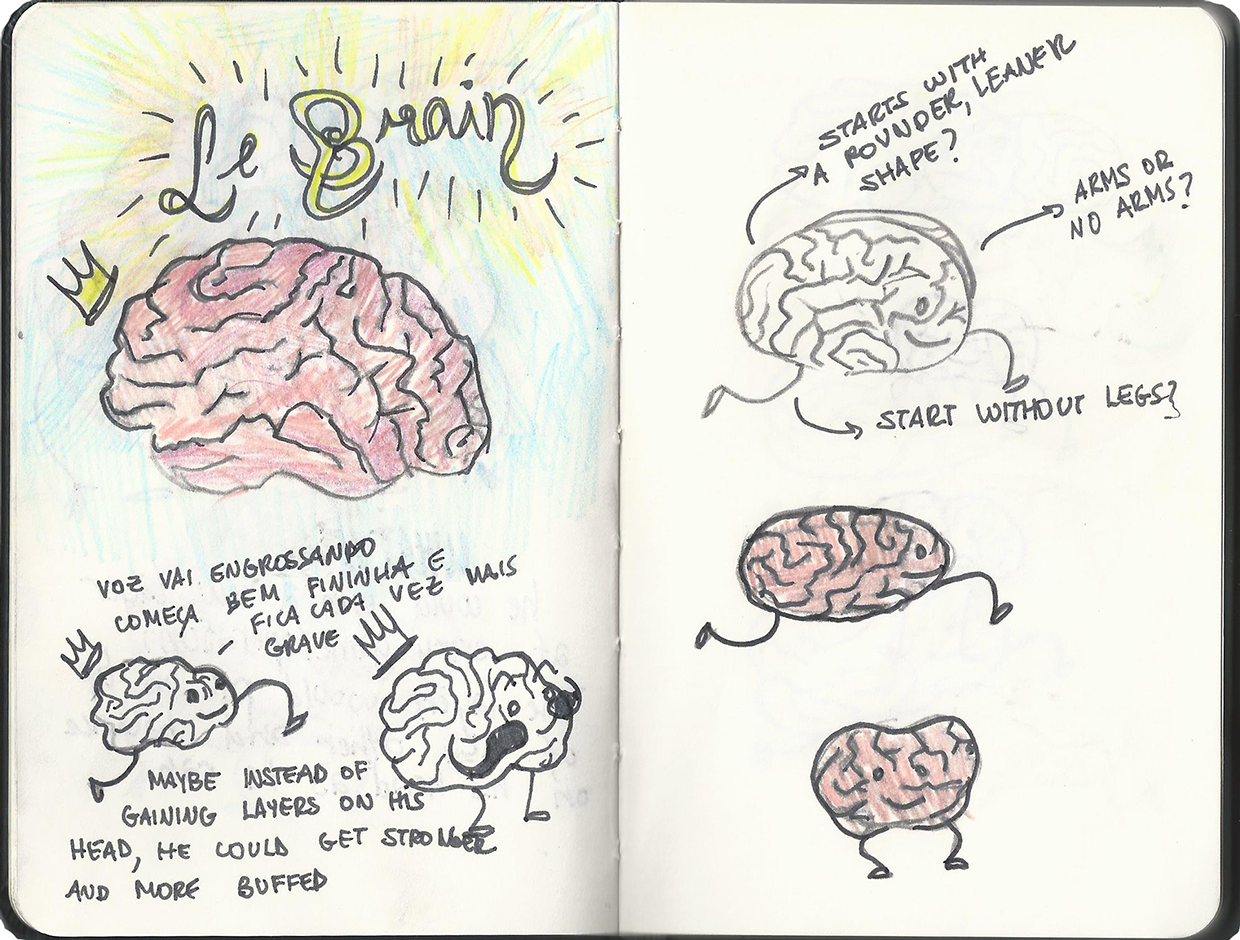 Le Brain
VOZ VAI ENGROSSANDO
COMEÇA BEM FININHA E
FICA CADA VEZ MAIS
GRAVE
MAYBE INSTEAD OF
GAINING LAYERS ON HIS
HEAD, HE COULD GET STRONGER
AND MORE BUFFED
STARTS WITH
A ROUNDER, LEANER
SHAPE?
ARMS OR
NO ARMS?
START WITHOUT LEGS?